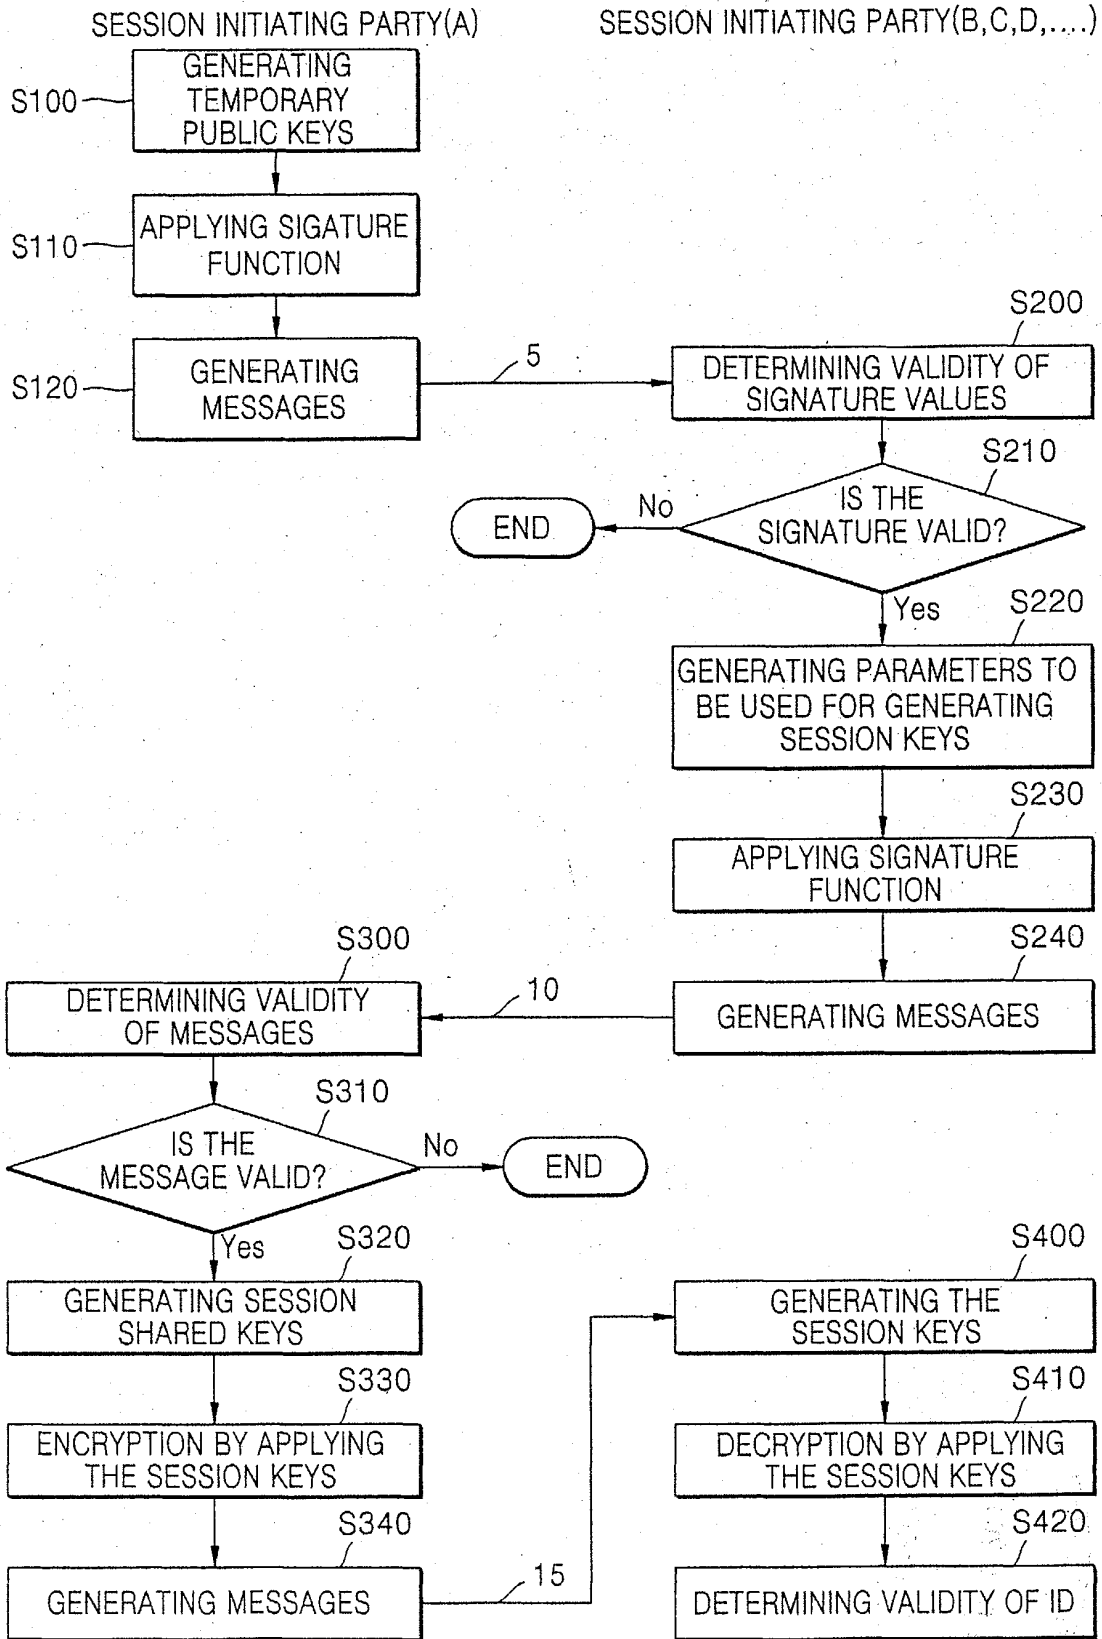 SESSION INITIATING PARTY(A)
SESSION INITIATING PARTY(B,C,D,....)
S100
GENERATING
TEMPORARY
PUBLIC KEYS
S110
APPLYING SIGATURE
FUNCTION
S120
GENERATING
MESSAGES
5
S200
DETERMINING VALIDITY OF
SIGNATURE VALUES
S210
IS THE
SIGNATURE VALID?
No
END
Yes
S220
GENERATING PARAMETERS TO
BE USED FOR GENERATING
SESSION KEYS
S230
APPLYING SIGNATURE
FUNCTION
S240
GENERATING MESSAGES
10
S300
DETERMINING VALIDITY
OF MESSAGES
S310
IS THE
MESSAGE VALID?
No
END
Yes
S320
GENERATING SESSION
SHARED KEYS
S330
ENCRYPTION BY APPLYING
THE SESSION KEYS
S340
GENERATING MESSAGES
15
S400
GENERATING THE
SESSION KEYS
S410
DECRYPTION BY APPLYING
THE SESSION KEYS
S420
DETERMINING VALIDITY OF ID